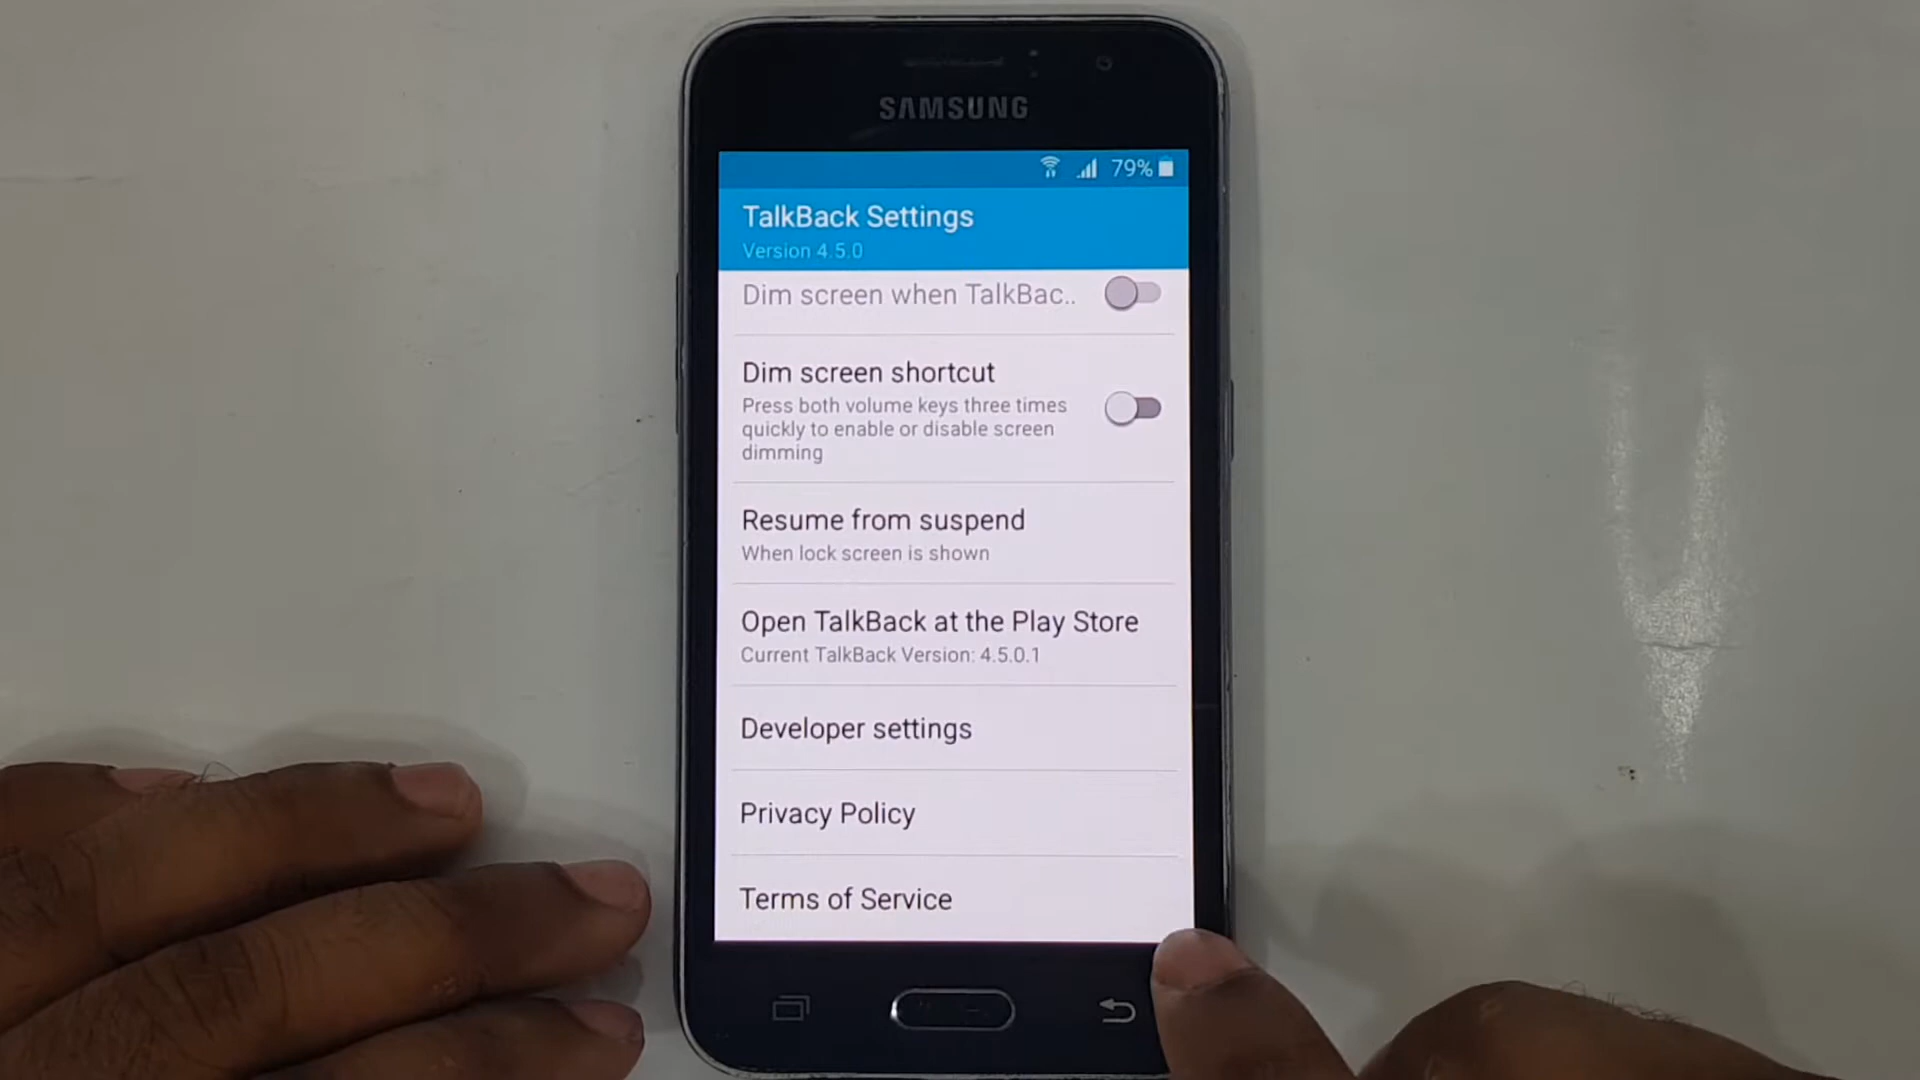 SAMSUNG
79%
TalkBack Settings
Version 4.5.0
Dim screen when TalkBac..
Dim screen shortcut
Press both volume keys three times
quickly to enable or disable screen
dimming
Resume from suspend
When lock screen is shown
Open TalkBack at the Play Store
Current TalkBack Version: 4.5.0.1
Developer settings
Privacy Policy
Terms of Service